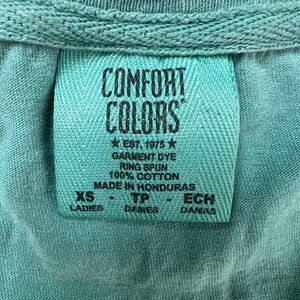 COMFORT
COLORS®
★ EST. 1975 ★
GARMENT DYE
RING SPUN
100% COTTON
MADE IN HONDURAS
XS - TP - ECH
LADIES DAMES DAMAS